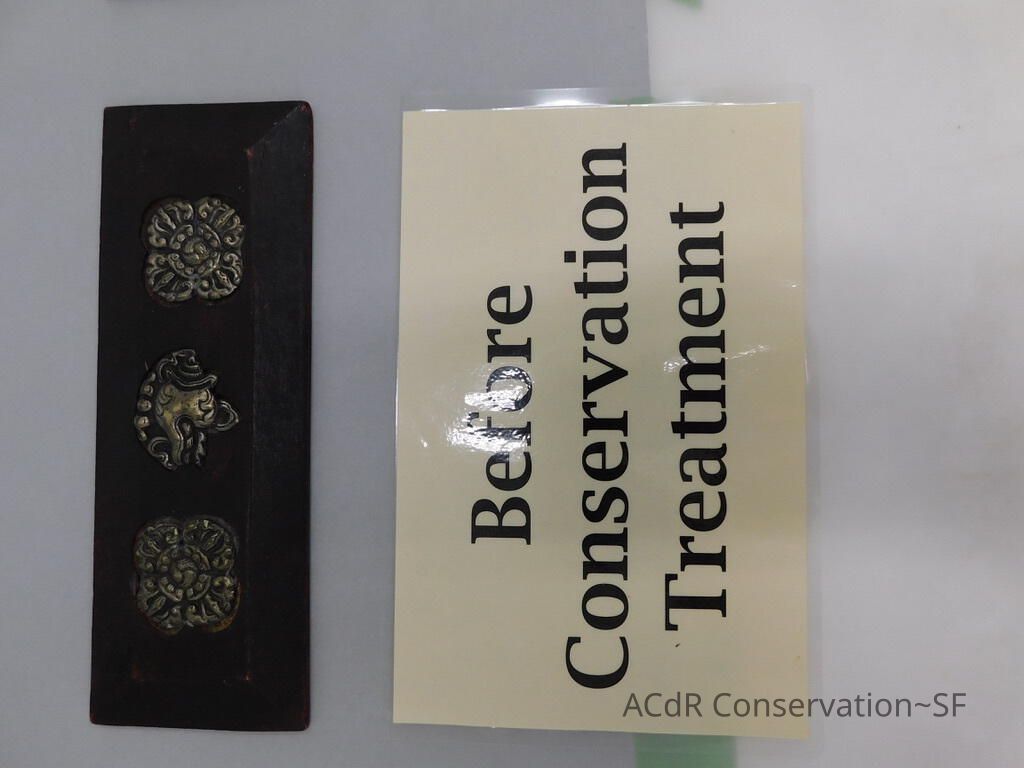 Before
Conservation
Treatment
ACdR Conservation~SF